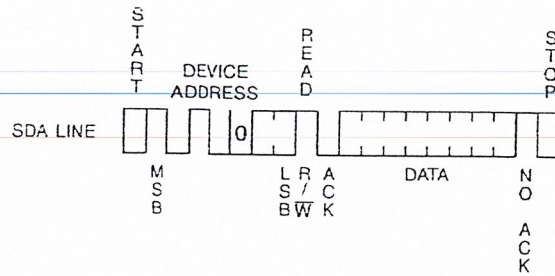 START
DEVICE
ADDRESS
READ
STOP
SDA LINE
0
MSB
LSB
R/W
ACK
DATA
NO ACK